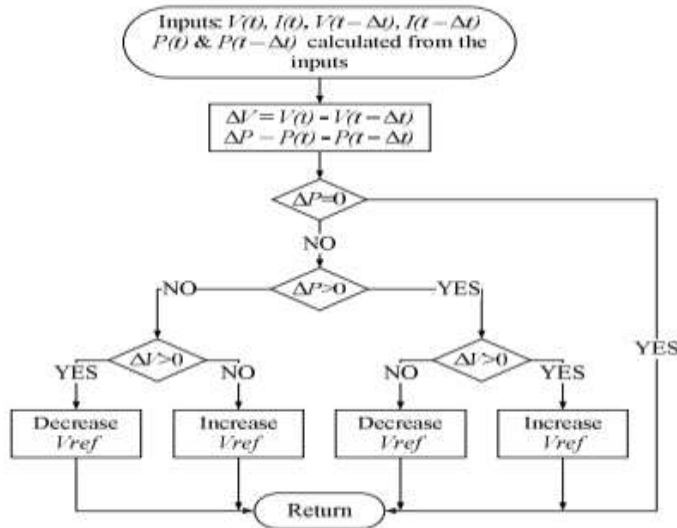 Inputs: V(t), I(t), V(t – Δt), I(t – Δt)
P(t) & P(t – Δt) calculated from the
inputs
ΔV = V(t) - V(t – Δt)
ΔP – P(t) - P(t – Δt)
ΔP=0
NO
NO
ΔP>0
YES
YES
ΔV>0
YES
NO
NO
ΔV>0
YES
Decrease
Vref
Increase
Vref
Decrease
Vref
Increase
Vref
Return